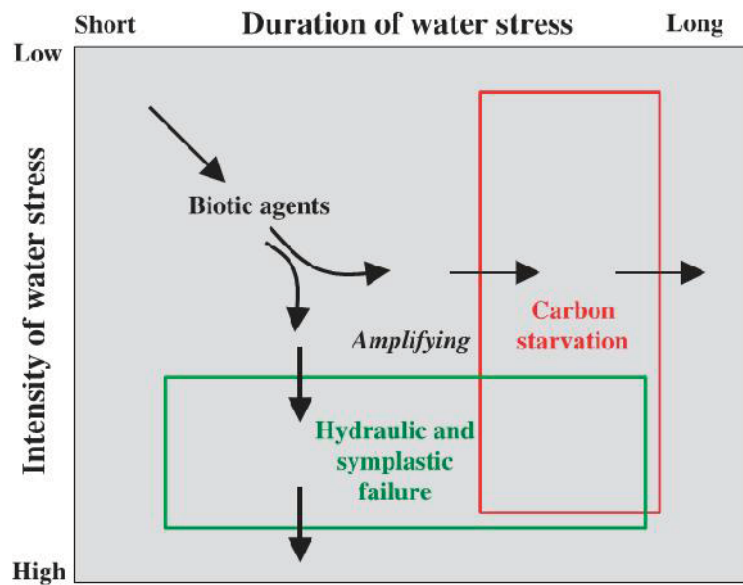 Duration of water stress
Short
Long
Low
Intensity of water stress
High
Biotic agents
Amplifying
Carbon
starvation
Hydraulic and
symplastic
failure